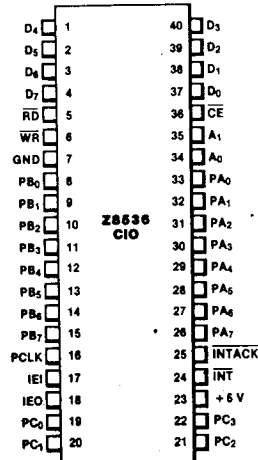 D4 1 40 D3
D5 2 39 D2
D6 3 38 D1
D7 4 37 D0
RD 5 36 CE
WR 6 35 A1
GND 7 34 A0
PB0 8 33 PA0
PB1 9 32 PA1
PB2 10 31 PA2
PB3 11 30 PA3
PB4 12 29 PA4
PB5 13 28 PA5
PB6 14 27 PA6
PB7 15 26 PA7
PCLK 16 25 INTACK
IEI 17 24 INT
IEO 18 23 +5 V
PC0 19 22 PC3
PC1 20 21 PC2
Z8536
CIO